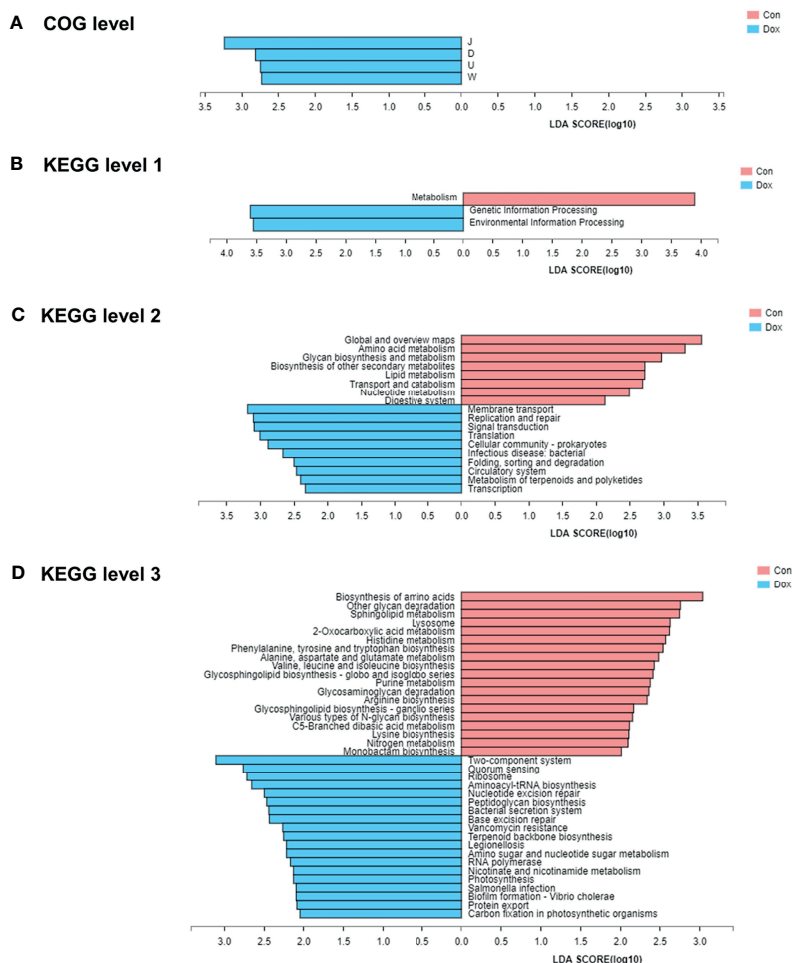 A COG level
Con
Dox
J
D
U
W
3.5 3.0 2.5 2.0 1.5 1.0 0.5 0.0 0.5 1.0 1.5 2.0 2.5 3.0 3.5
LDA SCORE(log10)
B KEGG level 1
Con
Dox
Metabolism
Genetic Information Processing
Environmental Information Processing
4.0 3.5 3.0 2.5 2.0 1.5 1.0 0.5 0.0 0.5 1.0 1.5 2.0 2.5 3.0 3.5 4.0
LDA SCORE(log10)
C KEGG level 2
Con
Dox
Global and overview maps
Amino acid metabolism
Glycan biosynthesis and metabolism
Biosynthesis of other secondary metabolites
Lipid metabolism
Transport and catabolism
Nucleotide metabolism
Digestive system
Membrane transport
Replication and repair
Signal transduction
Translation
Cellular community - prokaryotes
Infectious disease: bacterial
Folding, sorting and degradation
Circulatory system
Metabolism of terpenoids and polyketides
Transcription
3.5 3.0 2.5 2.0 1.5 1.0 0.5 0.0 0.5 1.0 1.5 2.0 2.5 3.0 3.5
LDA SCORE(log10)
D KEGG level 3
Con
Dox
Biosynthesis of amino acids
Other glycan degradation
Sphingolipid metabolism
Lysosome
2-Oxocarboxylic acid metabolism
Histidine metabolism
Phenylalanine, tyrosine and tryptophan biosynthesis
Alanine, aspartate and glutamate metabolism
Valine, leucine and isoleucine biosynthesis
Glycosphingolipid biosynthesis - globo and isoglobo series
Purine metabolism
Glycosaminoglycan degradation
Arginine biosynthesis
Glycosphingolipid biosynthesis - ganglio series
Various types of N-glycan biosynthesis
C5-Branched dibasic acid metabolism
Lysine biosynthesis
Nitrogen metabolism
Monobactam biosynthesis
Two-component system
Quorum sensing
Ribosome
Aminoacyl-tRNA biosynthesis
Nucleotide excision repair
Peptidoglycan biosynthesis
Bacterial secretion system
Base excision repair
Vancomycin resistance
Terpenoid backbone biosynthesis
Legionellosis
Amino sugar and nucleotide sugar metabolism
RNA polymerase
Nicotinate and nicotinamide metabolism
Photosynthesis
Salmonella infection
Biofilm formation - Vibrio cholerae
Protein export
Carbon fixation in photosynthetic organisms
3.0 2.5 2.0 1.5 1.0 0.5 0.0 0.5 1.0 1.5 2.0 2.5 3.0
LDA SCORE(log10)